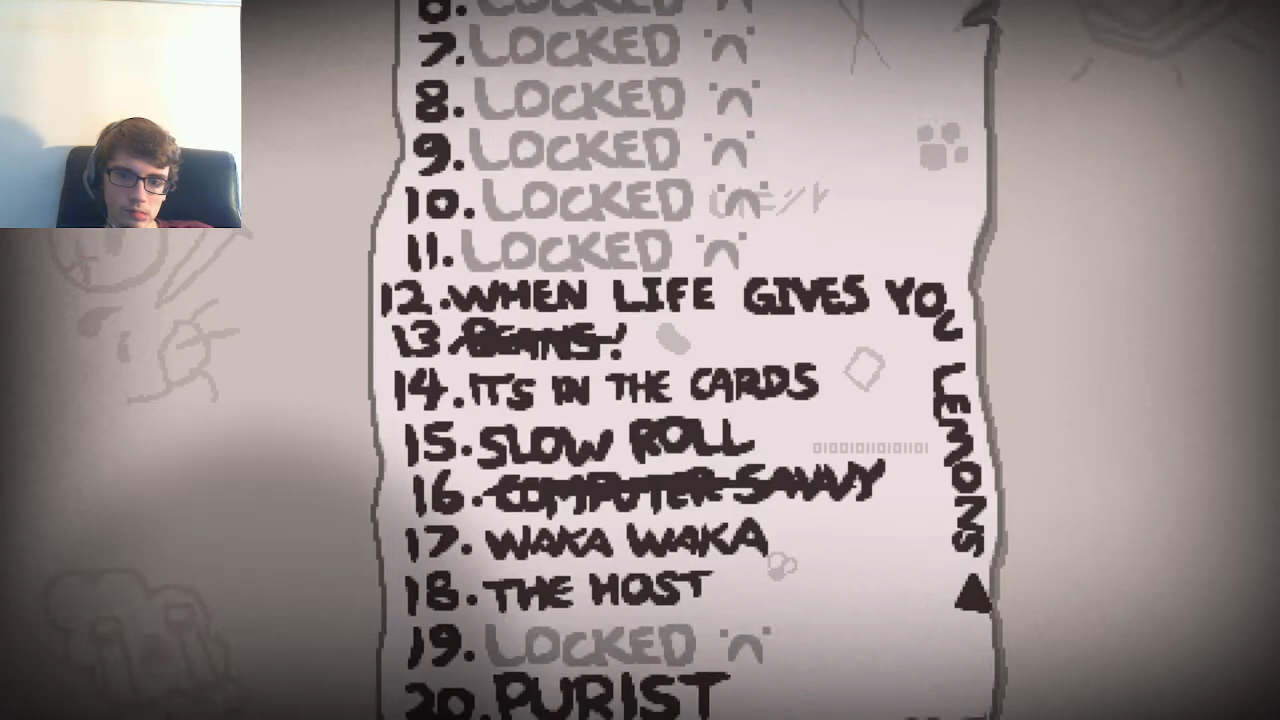 6. LOCKED
7. LOCKED
8. LOCKED
9. LOCKED
10. LOCKED
11. LOCKED
12. WHEN LIFE GIVES YOU LEMONS
13. BEANS!
14. IT'S IN THE CARDS
15. SLOW ROLL
16. COMPUTER SAVVY
17. WAKA WAKA
18. THE HOST
19. LOCKED
20. PURIST